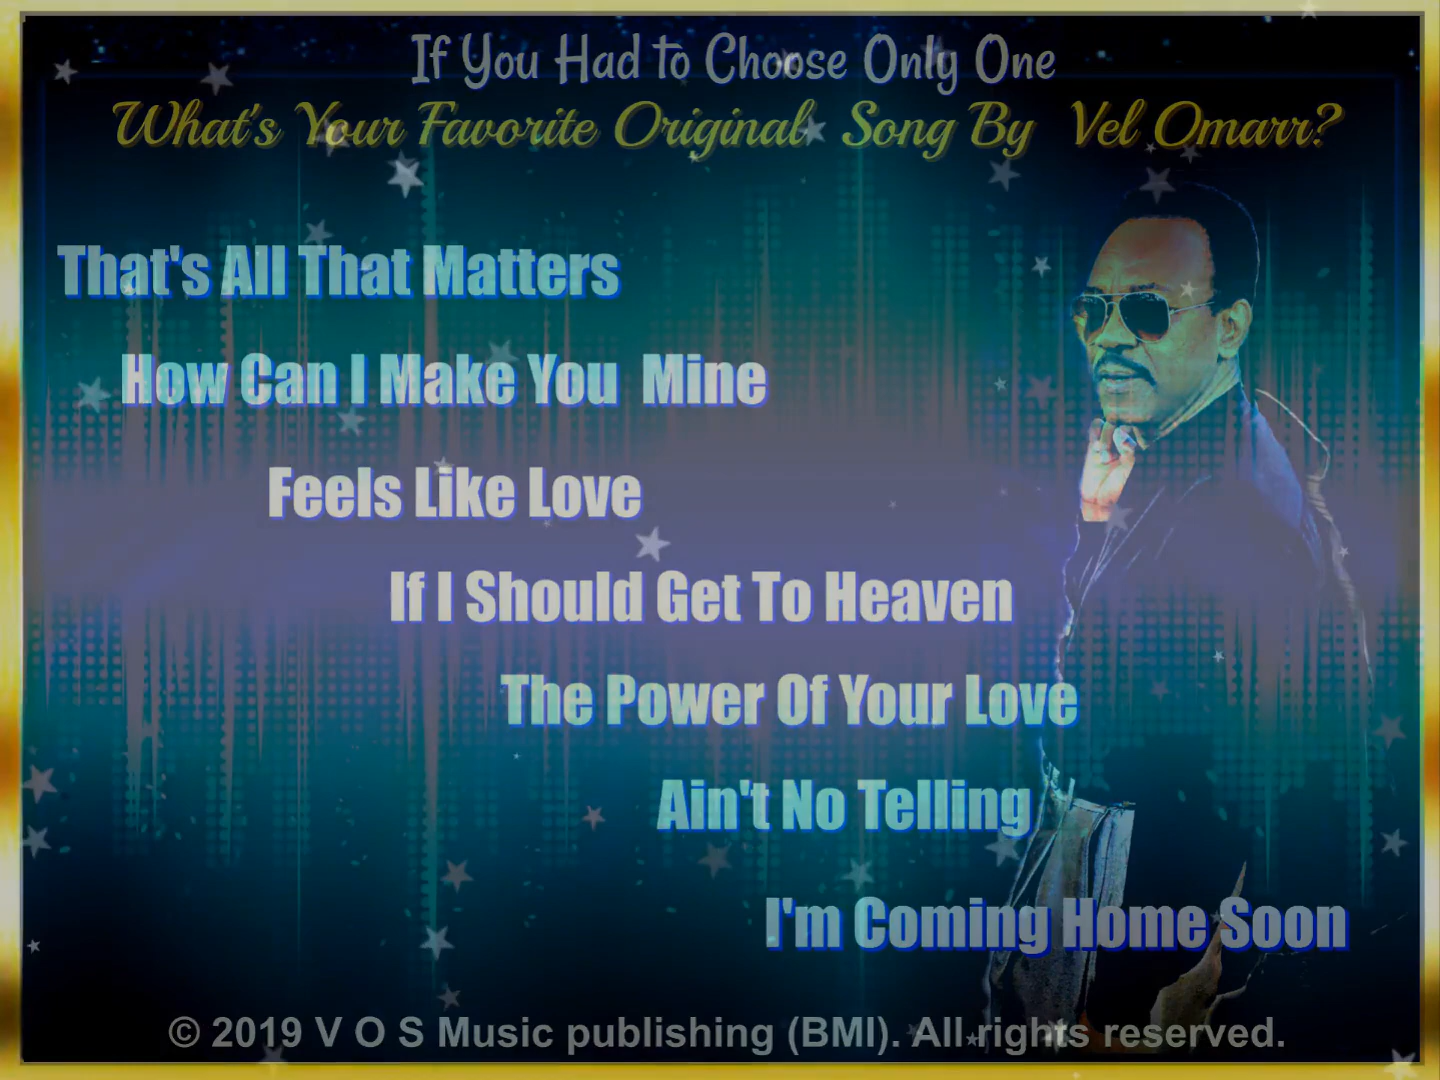 If You Had to Choose Only One
What's Your Favorite Original Song By Vel Omarr?
That's All That Matters
How Can I Make You Mine
Feels Like Love
If I Should Get To Heaven
The Power Of Your Love
Ain't No Telling
I'm Coming Home Soon
© 2019 V O S Music publishing (BMI). All rights reserved.